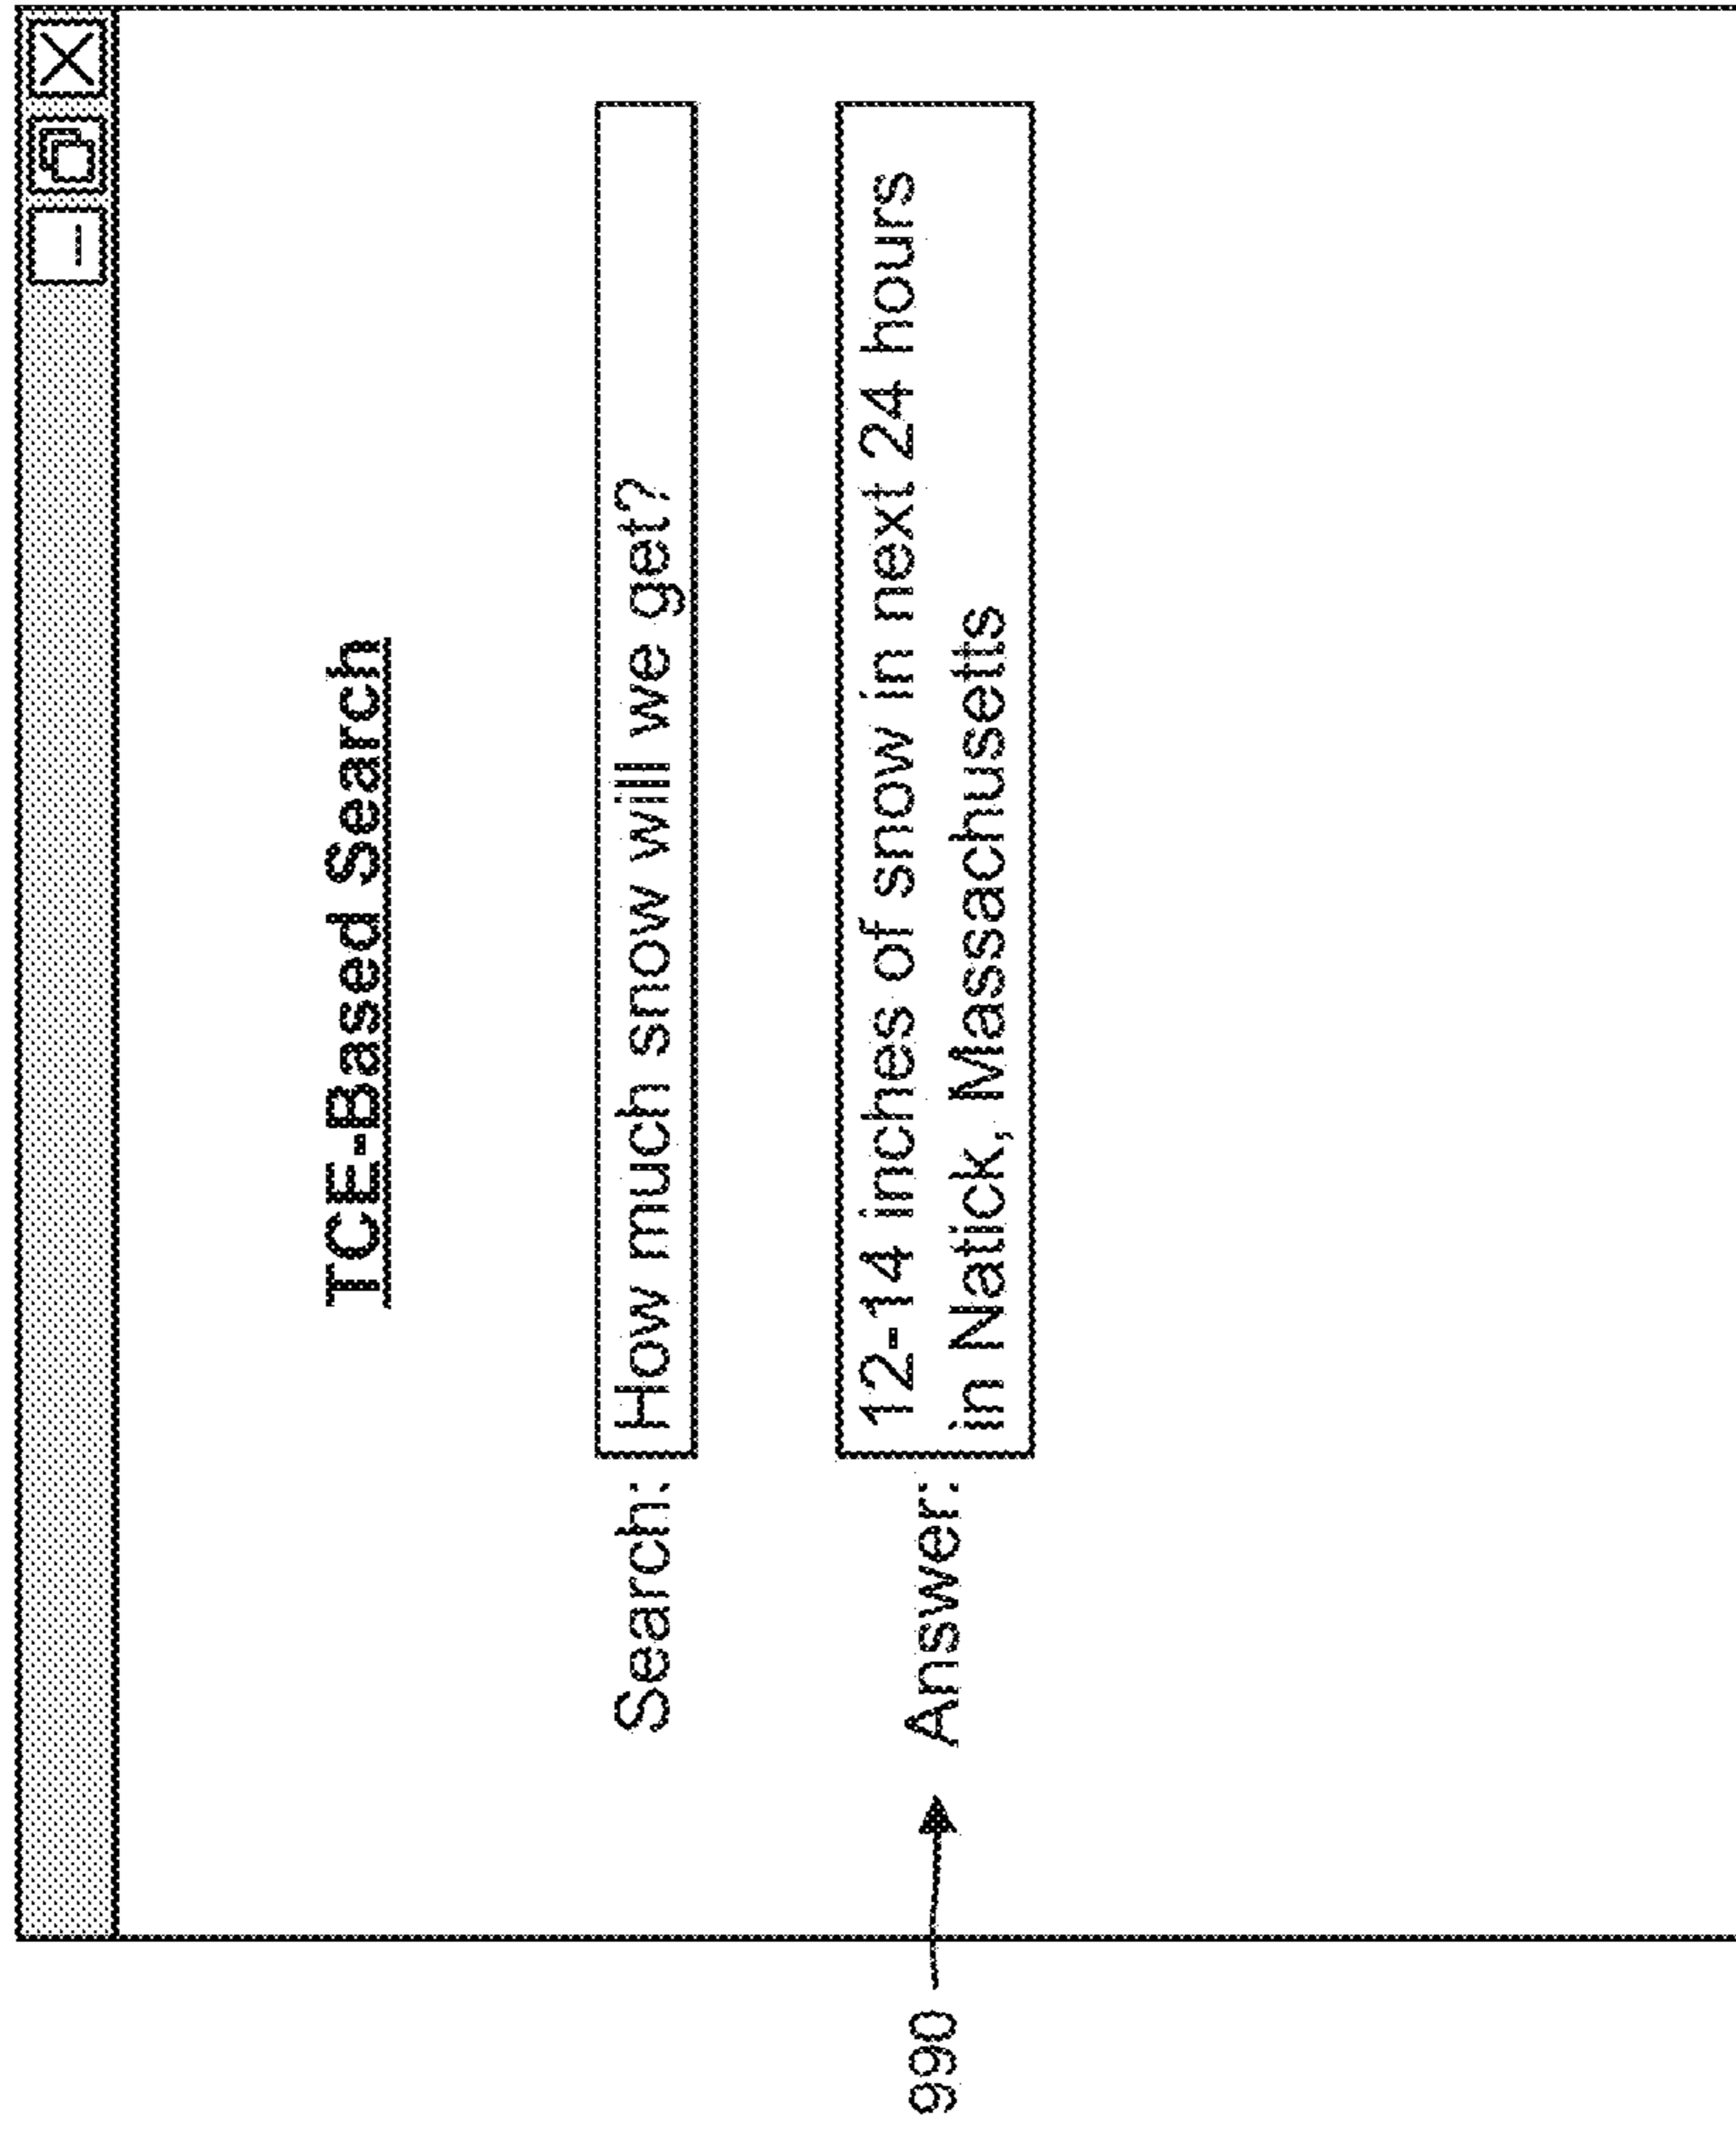 TCE-Based Search
Search: How much snow will we get?
990 Answer: 12-14 inches of snow in next 24 hours
in Natick, Massachusetts